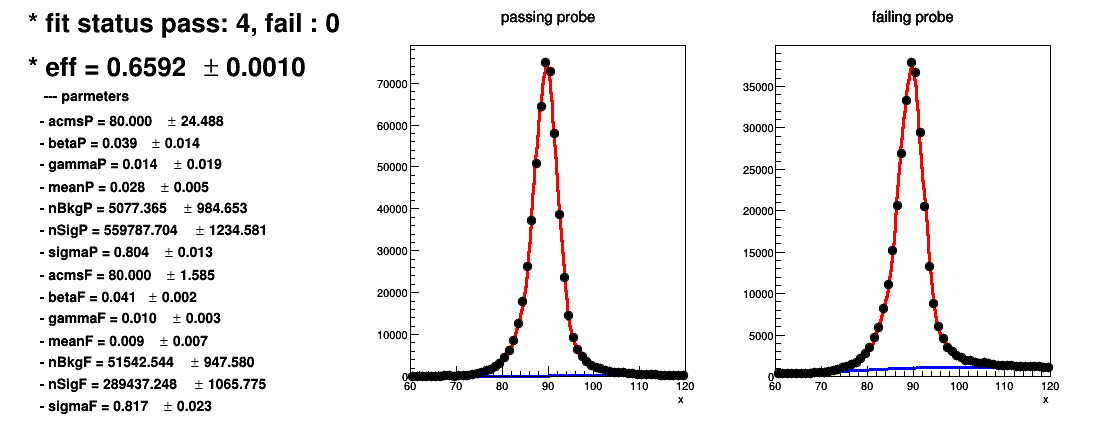 * fit status pass: 4, fail : 0
* eff = 0.6592 ± 0.0010
--- parmeters
- acmsP = 80.000 ± 24.488
- betaP = 0.039 ± 0.014
- gammaP = 0.014 ± 0.019
- meanP = 0.028 ± 0.005
- nBkgP = 5077.365 ± 984.653
- nSigP = 559787.704 ± 1234.581
- sigmaP = 0.804 ± 0.013
- acmsF = 80.000 ± 1.585
- betaF = 0.041 ± 0.002
- gammaF = 0.010 ± 0.003
- meanF = 0.009 ± 0.007
- nBkgF = 51542.544 ± 947.580
- nSigF = 289437.248 ± 1065.775
- sigmaF = 0.817 ± 0.023
passing probe
70000
60000
50000
40000
30000
20000
10000
0
60 70 80 90 100 110 120
x
failing probe
35000
30000
25000
20000
15000
10000
5000
0
60 70 80 90 100 110 120
x